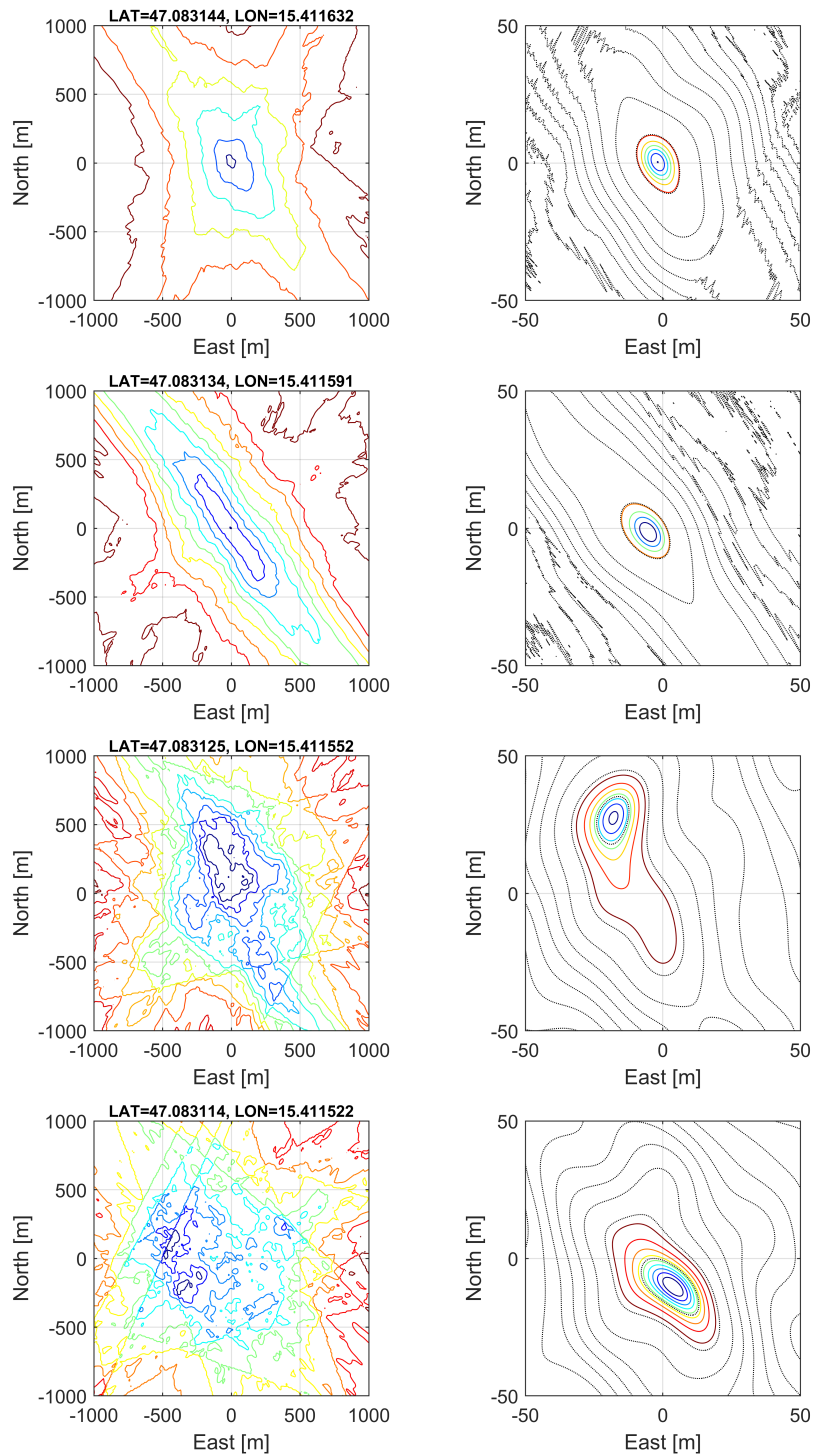 LAT=47.083144, LON=15.411632
1000
500
0
-500
-1000
North [m]
-1000 -500 0 500 1000
East [m]
50
0
-50
North [m]
-50 0 50
East [m]
LAT=47.083134, LON=15.411591
1000
500
0
-500
-1000
North [m]
-1000 -500 0 500 1000
East [m]
50
0
-50
North [m]
-50 0 50
East [m]
LAT=47.083125, LON=15.411552
1000
500
0
-500
-1000
North [m]
-1000 -500 0 500 1000
East [m]
50
0
-50
North [m]
-50 0 50
East [m]
LAT=47.083114, LON=15.411522
1000
500
0
-500
-1000
North [m]
-1000 -500 0 500 1000
East [m]
50
0
-50
North [m]
-50 0 50
East [m]